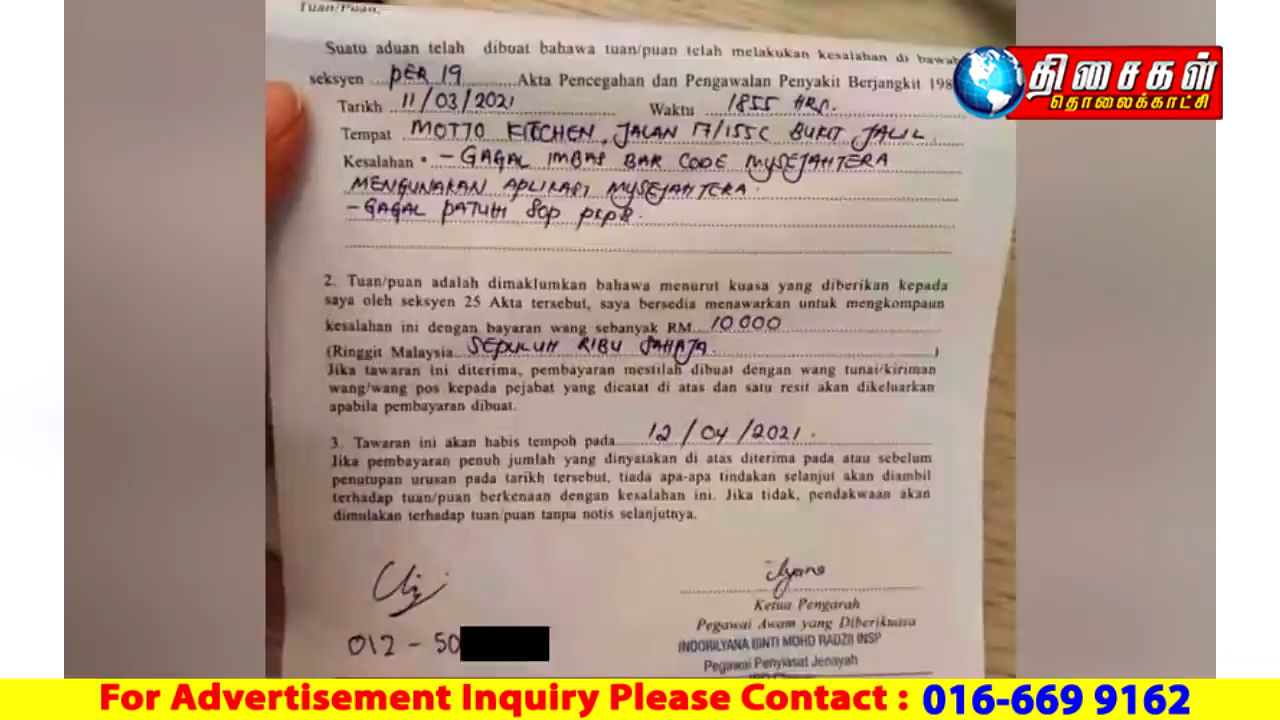 Tuan/Puan,
Suatu aduan telah dibuat bahawa tuan/puan telah melakukan kesalahan di bawah
seksyen PER 19 Akta Pencegahan dan Pengawalan Penyakit Berjangkit 198
திசைகள்
தொலைக்காட்சி
Tarikh 11/03/2021 Waktu 1855 HRS.
Tempat MOTTO KITCHEN, JALAN 17/155C BUKIT JALIL
Kesalahan - GAGAL IMBAS BAR CODE MYSEJAHTERA
MENGUNAKAN APLIKASI MYSEJAHTERA.
- GAGAL PATUH SOP PKPB.
2. Tuan/puan adalah dimaklumkan bahawa menurut kuasa yang diberikan kepada
saya oleh seksyen 25 Akta tersebut, saya bersedia menawarkan untuk mengkompaun
kesalahan ini dengan bayaran wang sebanyak RM 10 000
(Ringgit Malaysia SEPULUH RIBU SAHAJA. )
Jika tawaran ini diterima, pembayaran mestilah dibuat dengan wang tunai/kiriman
wang/wang pos kepada pejabat yang dicatat di atas dan satu resit akan dikeluarkan
apabila pembayaran dibuat.
3. Tawaran ini akan habis tempoh pada 12/04/2021.
Jika pembayaran penuh jumlah yang dinyatakan di atas diterima pada atau sebelum
penutupan urusan pada tarikh tersebut, tiada apa-apa tindakan selanjut akan diambil
terhadap tuan/puan berkenaan dengan kesalahan ini. Jika tidak, pendakwaan akan
dimulakan terhadap tuan/puan tanpa notis selanjutnya.
Ketua Pengarah
Pegawai Awam yang Diberikuasa
012 - 50
INDORILYANA BINTI MOHD RADZI INSP
Pegawai Penyiasat Jenayah
For Advertisement Inquiry Please Contact : 016-669 9162